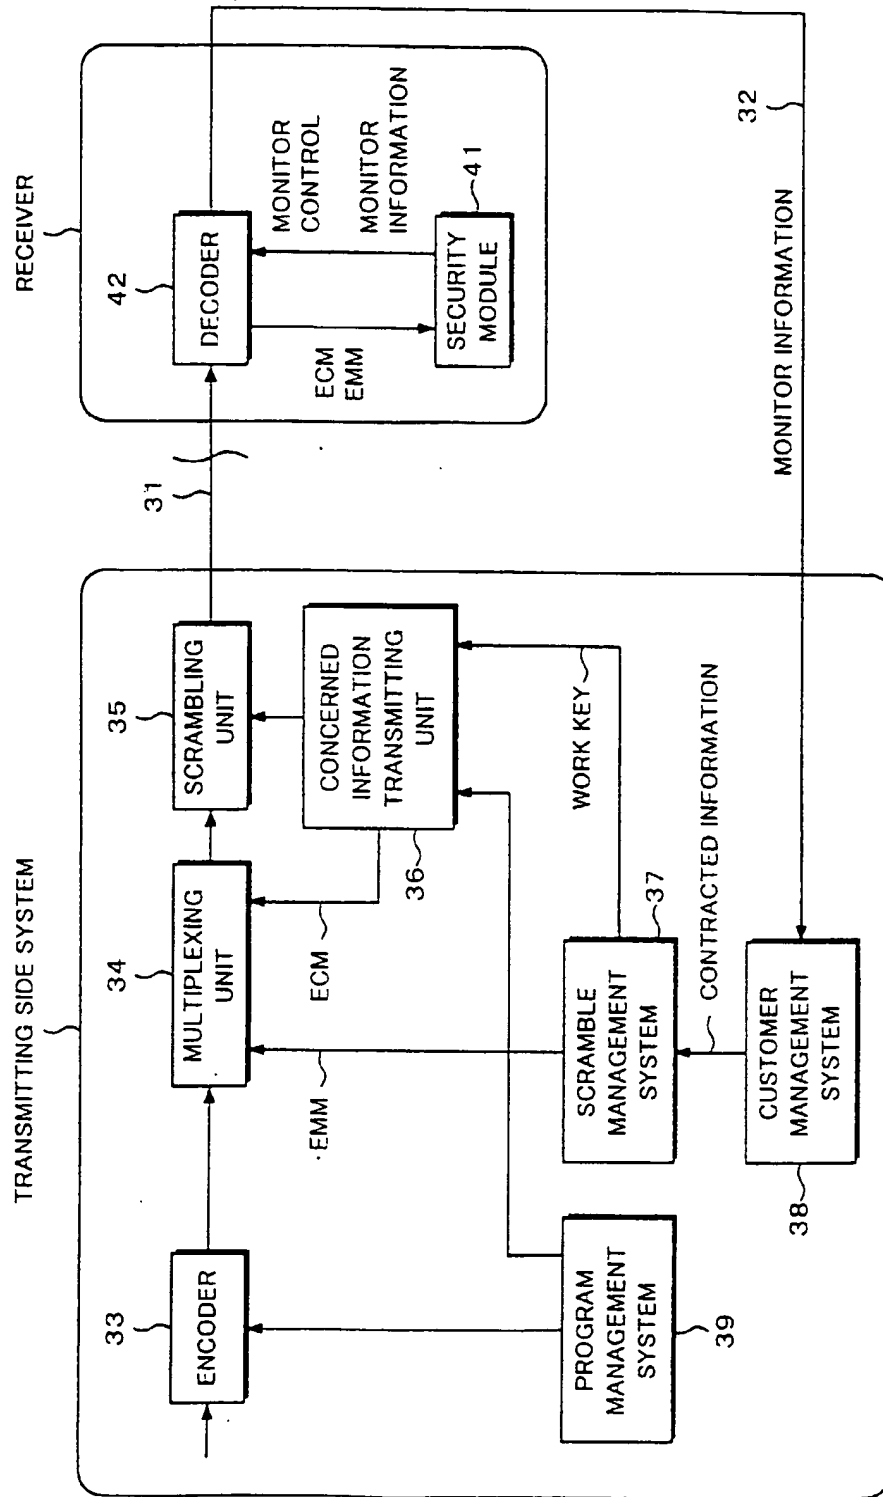 TRANSMITTING SIDE SYSTEM
RECEIVER
33
ENCODER
34
MULTIPLEXING
UNIT
35
SCRAMBLING
UNIT
31
42
DECODER
EMM
ECM
CONCERNED
INFORMATION
TRANSMITTING
UNIT
36
ECM
EMM
MONITOR
CONTROL
MONITOR
INFORMATION
SECURITY
MODULE
41
WORK KEY
PROGRAM
MANAGEMENT
SYSTEM
39
SCRAMBLE
MANAGEMENT
SYSTEM
37
CONTRACTED INFORMATION
CUSTOMER
MANAGEMENT
SYSTEM
38
MONITOR INFORMATION
32